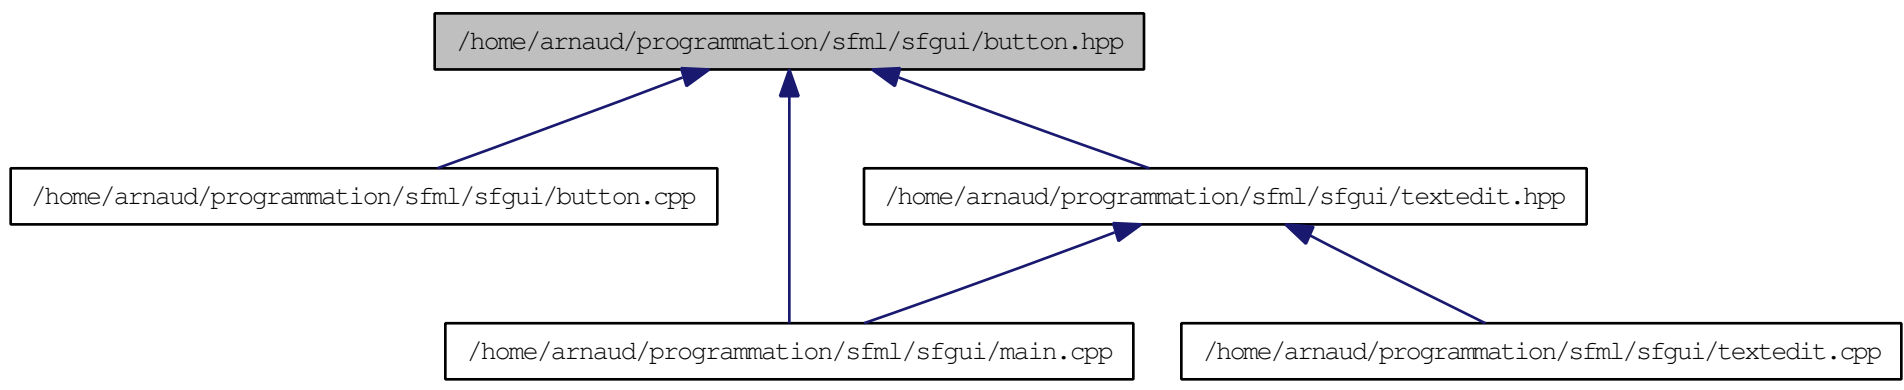 /home/arnaud/programmation/sfml/sfgui/button.hpp
/home/arnaud/programmation/sfml/sfgui/button.cpp
/home/arnaud/programmation/sfml/sfgui/textedit.hpp
/home/arnaud/programmation/sfml/sfgui/main.cpp
/home/arnaud/programmation/sfml/sfgui/textedit.cpp